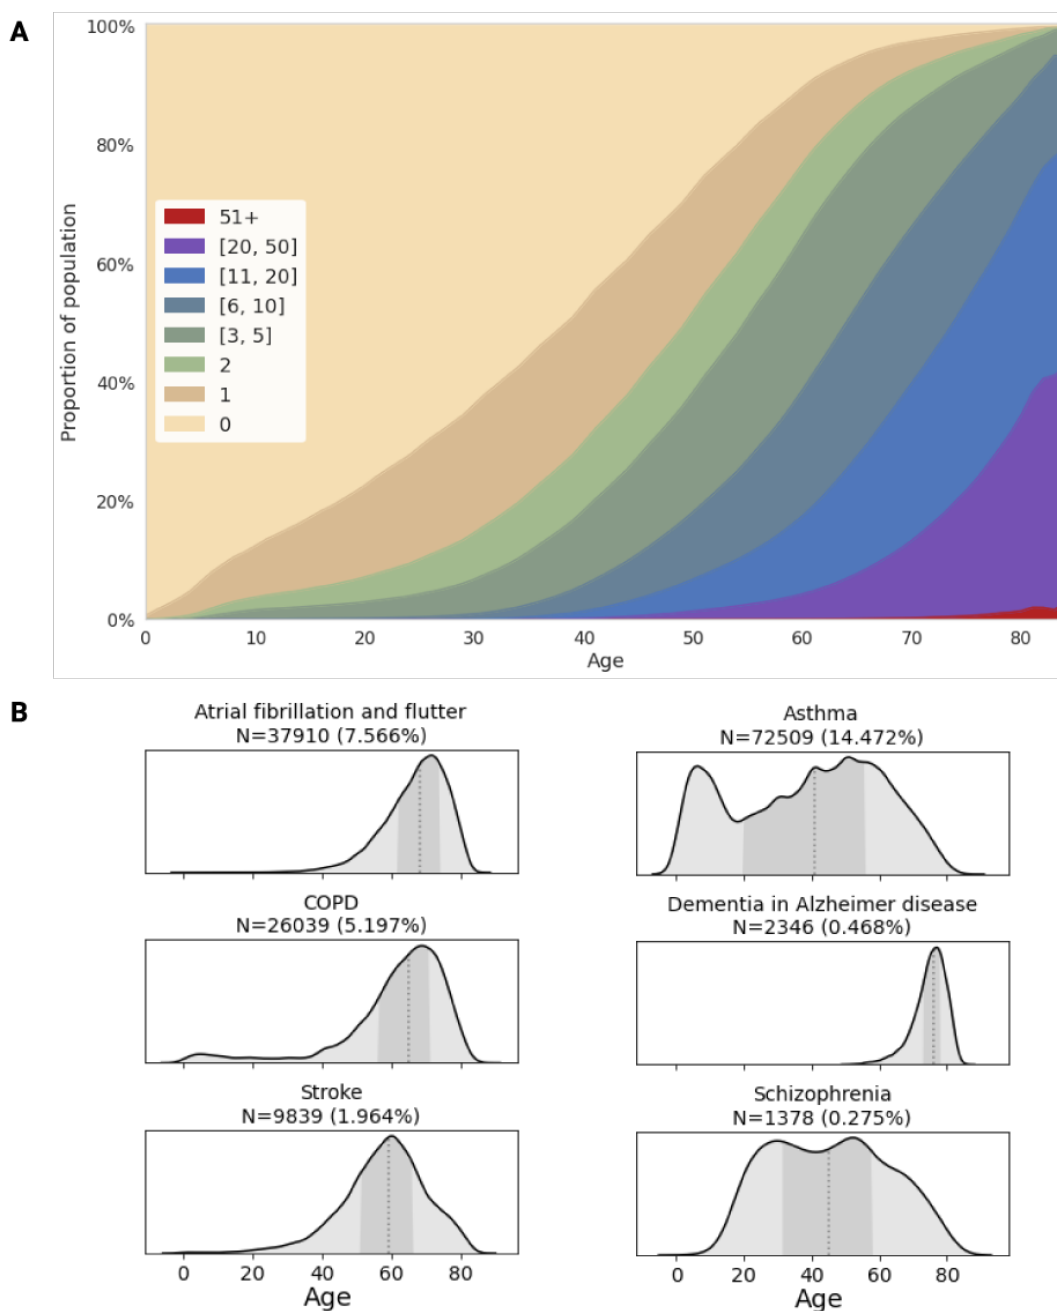 A
100%
80%
60%
40%
20%
0%
Proportion of population
51+
[20, 50]
[11, 20]
[6, 10]
[3, 5]
2
1
0
0 10 20 30 40 50 60 70 80
Age
B
Atrial fibrillation and flutter
N=37910 (7.566%)
Asthma
N=72509 (14.472%)
COPD
N=26039 (5.197%)
Dementia in Alzheimer disease
N=2346 (0.468%)
Stroke
N=9839 (1.964%)
Schizophrenia
N=1378 (0.275%)
0 20 40 60 80
Age
0 20 40 60 80
Age